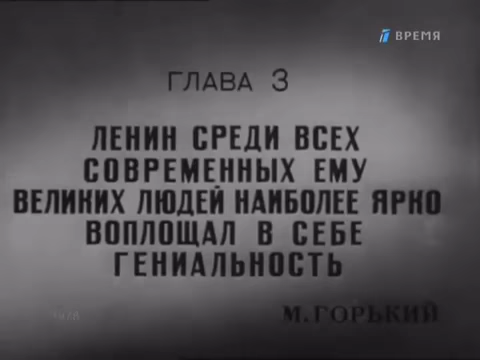 ВРЕМЯ
ГЛАВА 3
ЛЕНИН СРЕДИ ВСЕХ
СОВРЕМЕННЫХ ЕМУ
ВЕЛИКИХ ЛЮДЕЙ НАИБОЛЕЕ ЯРКО
ВОПЛОЩАЛ В СЕБЕ
ГЕНИАЛЬНОСТЬ
М. ГОРЬКИЙ